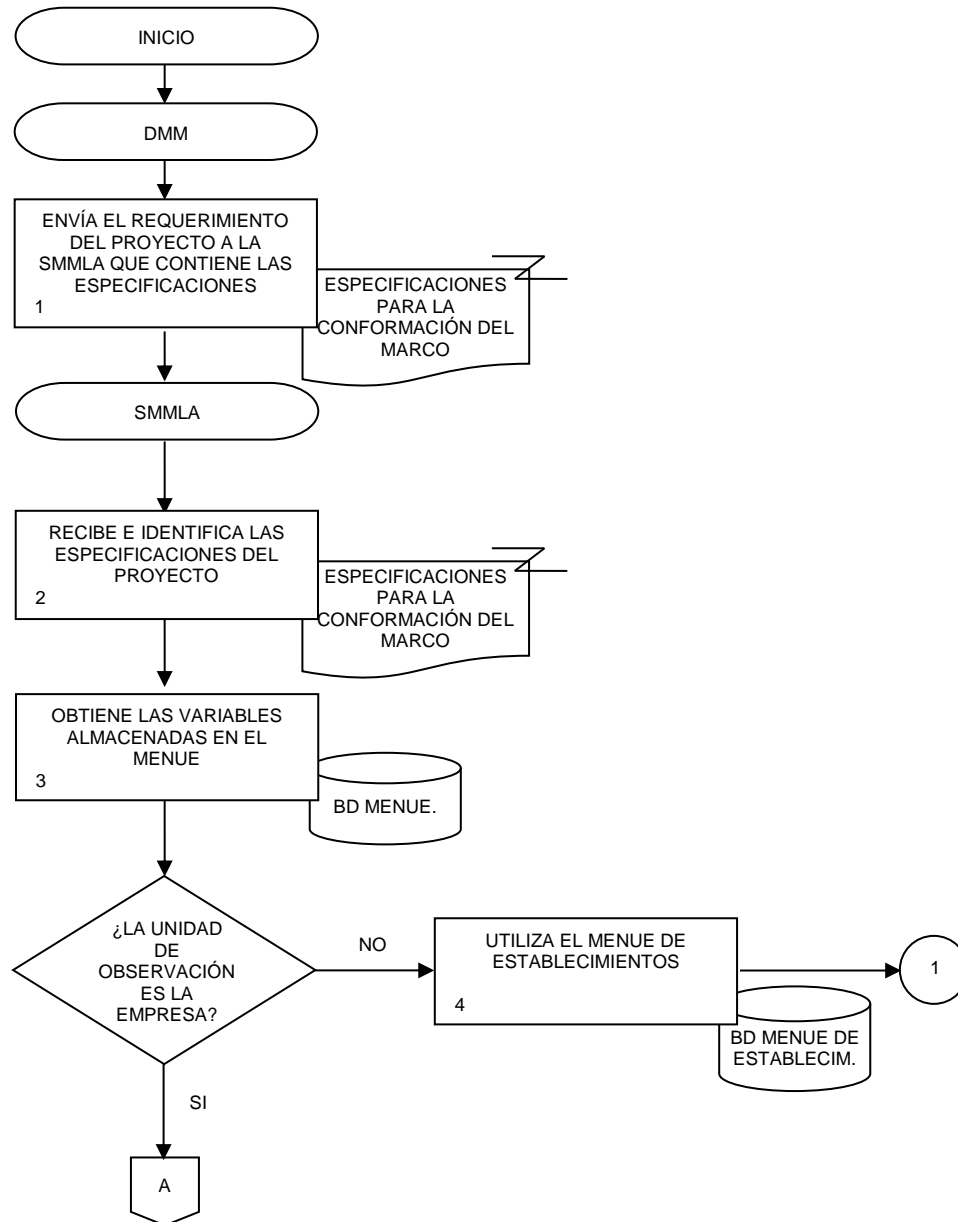 INICIO
DMM
ENVÍA EL REQUERIMIENTO
DEL PROYECTO A LA
SMMLA QUE CONTIENE LAS
ESPECIFICACIONES
1
ESPECIFICACIONES
PARA LA
CONFORMACIÓN DEL
MARCO
SMMLA
RECIBE E IDENTIFICA LAS
ESPECIFICACIONES DEL
PROYECTO
2
ESPECIFICACIONES
PARA LA
CONFORMACIÓN DEL
MARCO
OBTIENE LAS VARIABLES
ALMACENADAS EN EL
MENUE
3
BD MENUE.
¿LA UNIDAD
DE
OBSERVACIÓN
ES LA
EMPRESA?
NO
UTILIZA EL MENUE DE
ESTABLECIMIENTOS
4
BD MENUE DE
ESTABLECIM.
1
SI
A